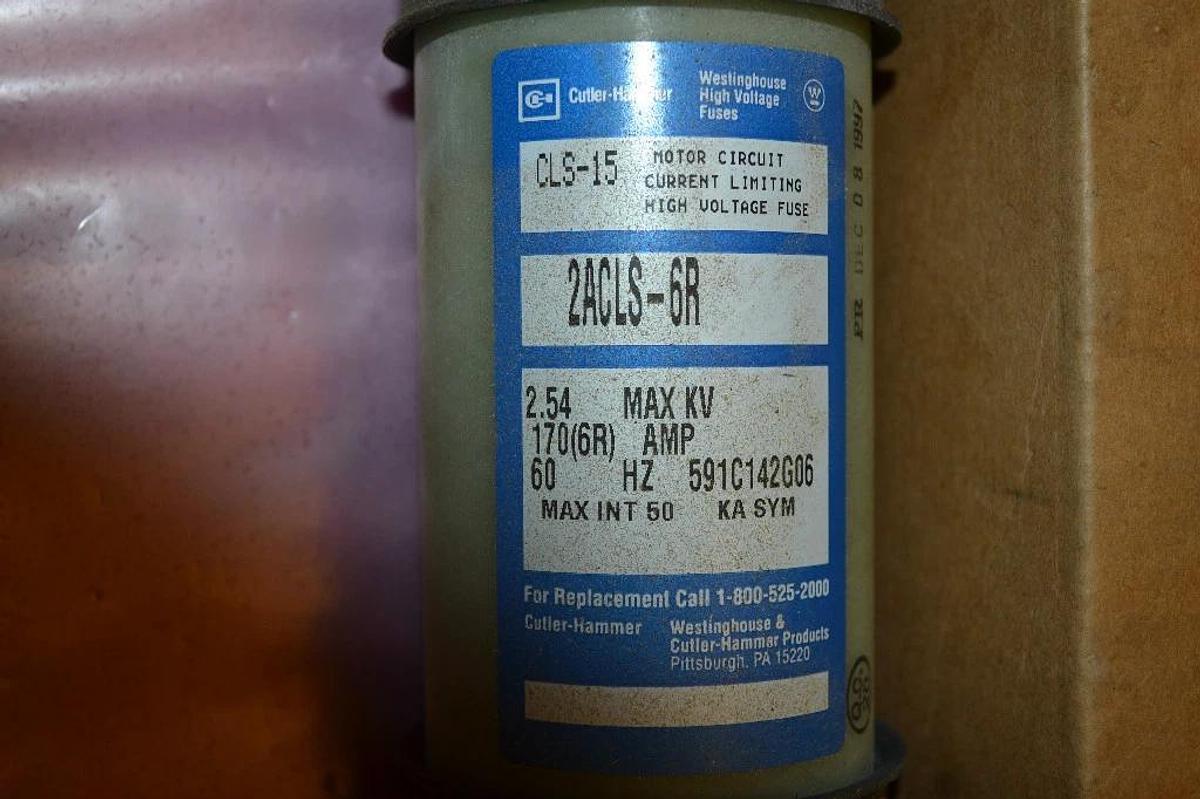 Cutler-Hammer
Westinghouse
High Voltage
Fuses
W
CLS-15
MOTOR CIRCUIT
CURRENT LIMITING
HIGH VOLTAGE FUSE
2ACLS-6R
2.54 MAX KV
170(6R) AMP
60 HZ 591C142G06
MAX INT 50 KA SYM
For Replacement Call 1-800-525-2000
Cutler-Hammer
Westinghouse &
Cutler-Hammer Products
Pittsburgh, PA 15220
PR DEC 08 1997
Q.C.